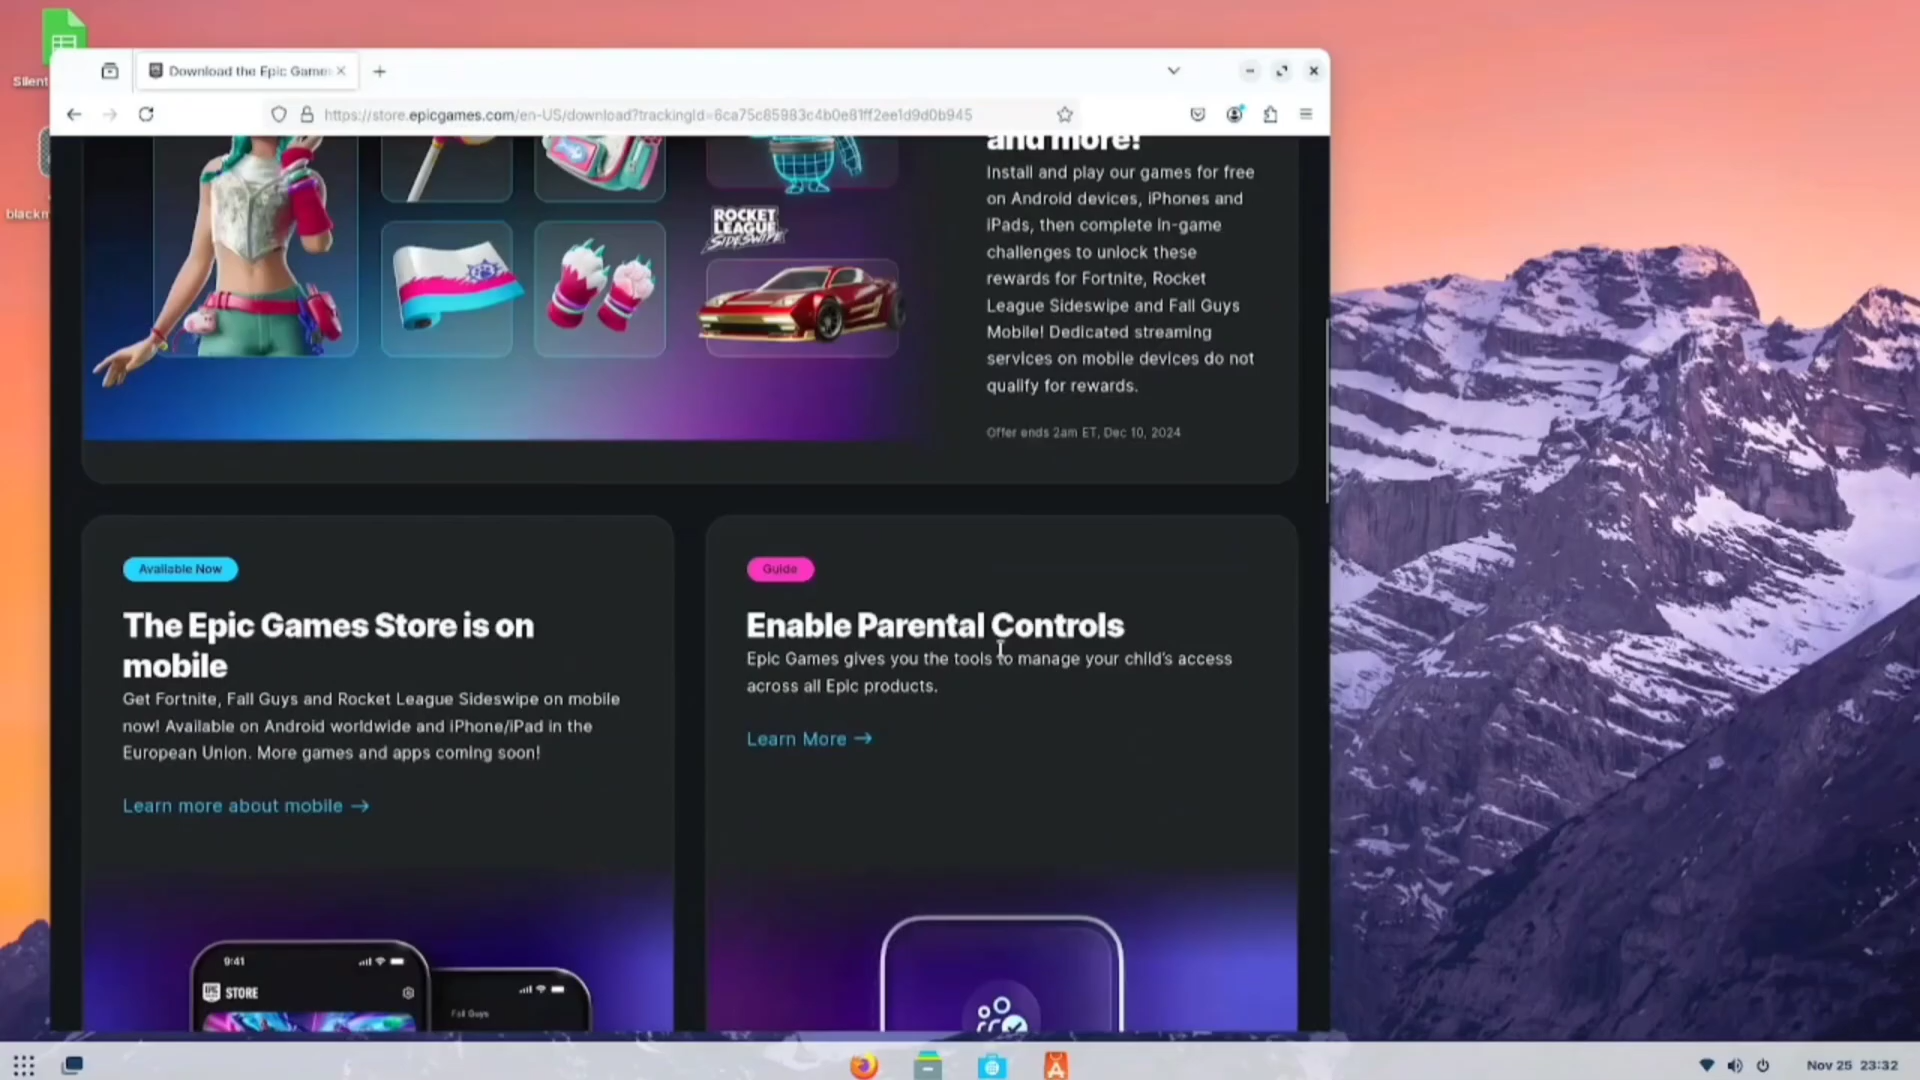 Silent
Download the Epic Games
https://store.epicgames.com/en-US/download?trackingId=6ca75c85983c4b0e81ff2ee1d9d0b945
blackm
and more!
Install and play our games for free
on Android devices, iPhones and
iPads, then complete in-game
challenges to unlock these
rewards for Fortnite, Rocket
League Sideswipe and Fall Guys
Mobile! Dedicated streaming
services on mobile devices do not
qualify for rewards.
Offer ends 2am ET, Dec 10, 2024
ROCKET
LEAGUE
SIDESWIPE
Available Now
The Epic Games Store is on
mobile
Get Fortnite, Fall Guys and Rocket League Sideswipe on mobile
now! Available on Android worldwide and iPhone/iPad in the
European Union. More games and apps coming soon!
Learn more about mobile →
9:41
EPIC
STORE
Fall Guys
Guide
Enable Parental Controls
Epic Games gives you the tools to manage your child's access
across all Epic products.
Learn More →
Nov 25 23:32